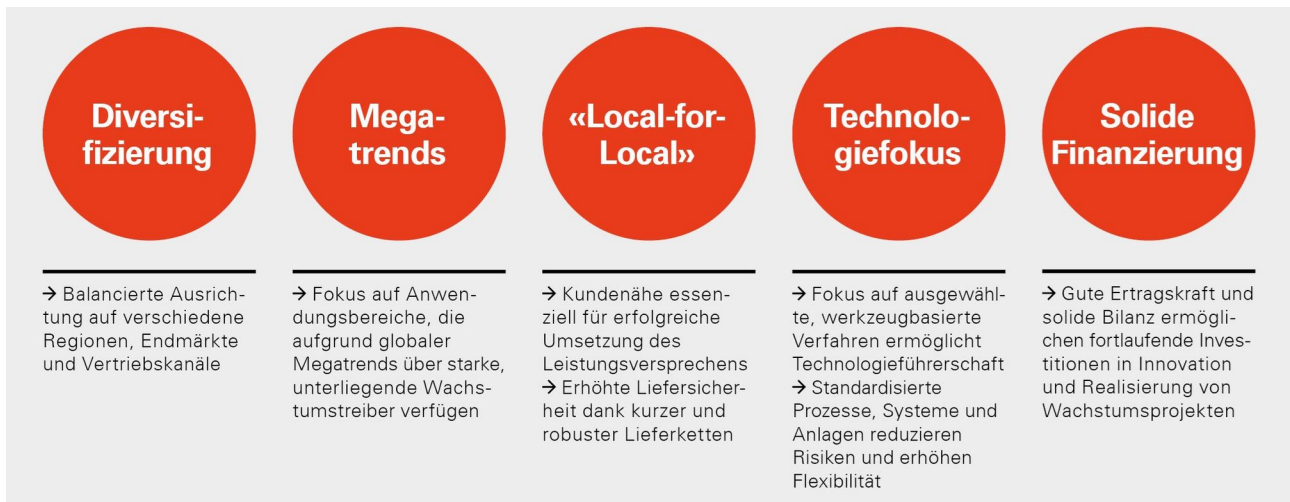 Diversi-
fizierung
→ Balancierte Ausrich-
tung auf verschiedene
Regionen, Endmärkte
und Vertriebskanäle
Mega-
trends
→ Fokus auf Anwen-
dungsbereiche, die
aufgrund globaler
Megatrends über starke,
unterliegende Wachs-
tumstreiber verfügen
«Local-for-
Local»
→ Kundenähe essen-
ziell für erfolgreiche
Umsetzung des
Leistungsversprechens
→ Erhöhte Liefersicher-
heit dank kurzer und
robuster Lieferketten
Technolo-
giefokus
→ Fokus auf ausgewähl-
te, werkzeugbasierte
Verfahren ermöglicht
Technologieführerschaft
→ Standardisierte
Prozesse, Systeme und
Anlagen reduzieren
Risiken und erhöhen
Flexibilität
Solide
Finanzierung
→ Gute Ertragskraft und
solide Bilanz ermögli-
chen fortlaufende Inves-
titionen in Innovation
und Realisierung von
Wachstumsprojekten